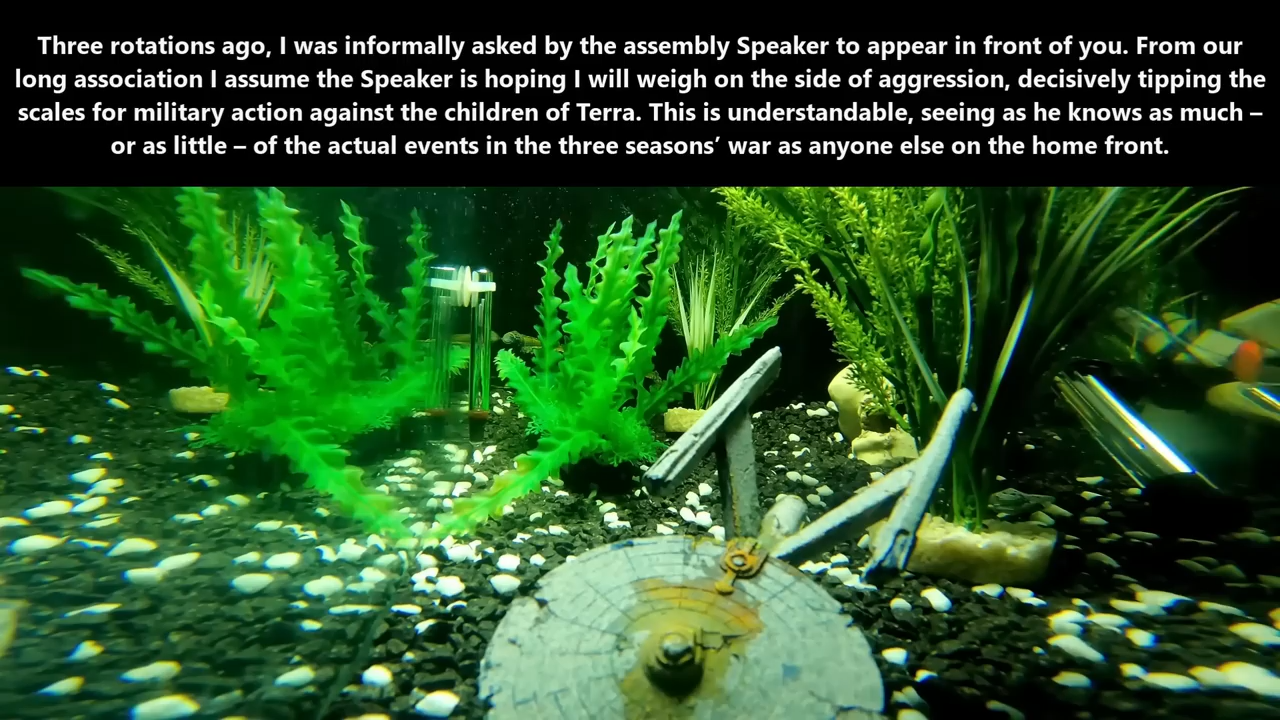 Three rotations ago, I was informally asked by the assembly Speaker to appear in front of you. From our
long association I assume the Speaker is hoping I will weigh on the side of aggression, decisively tipping the
scales for military action against the children of Terra. This is understandable, seeing as he knows as much –
or as little – of the actual events in the three seasons’ war as anyone else on the home front.